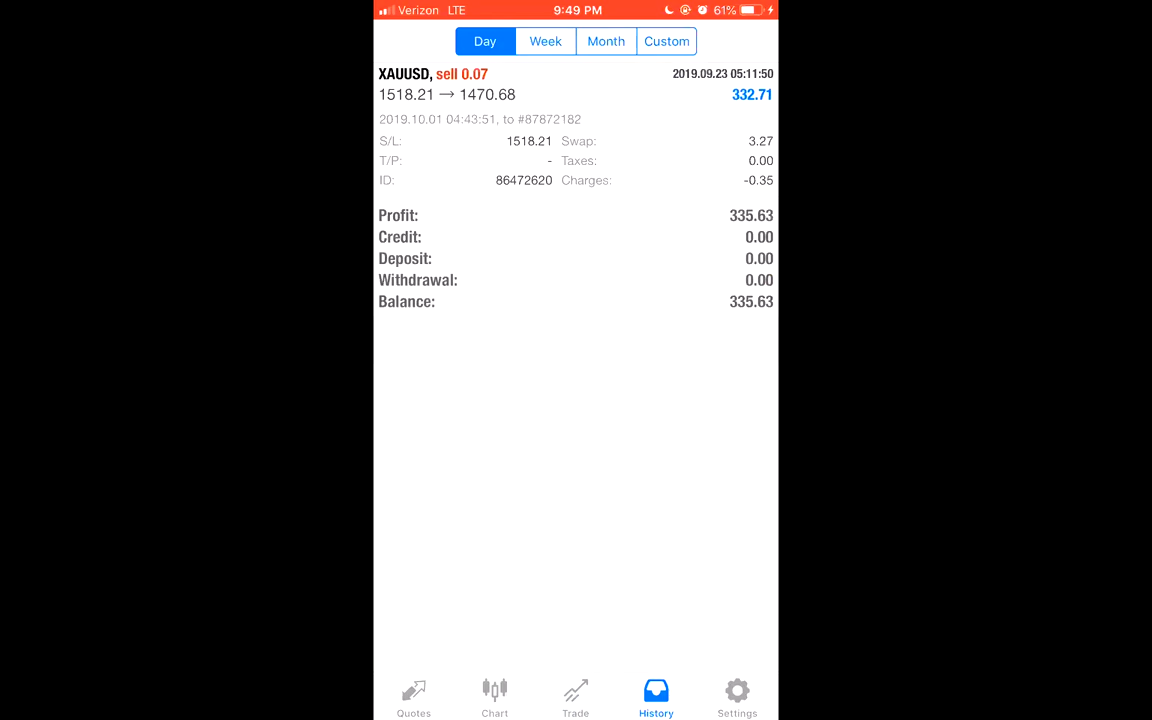 Verizon LTE 9:49 PM 61%
Day Week Month Custom
XAUUSD, sell 0.07 2019.09.23 05:11:50
1518.21 → 1470.68 332.71
2019.10.01 04:43:51, to #87872182
S/L: 1518.21 Swap: 3.27
T/P: - Taxes: 0.00
ID: 86472620 Charges: -0.35
Profit: 335.63
Credit: 0.00
Deposit: 0.00
Withdrawal: 0.00
Balance: 335.63
Quotes Chart Trade History Settings